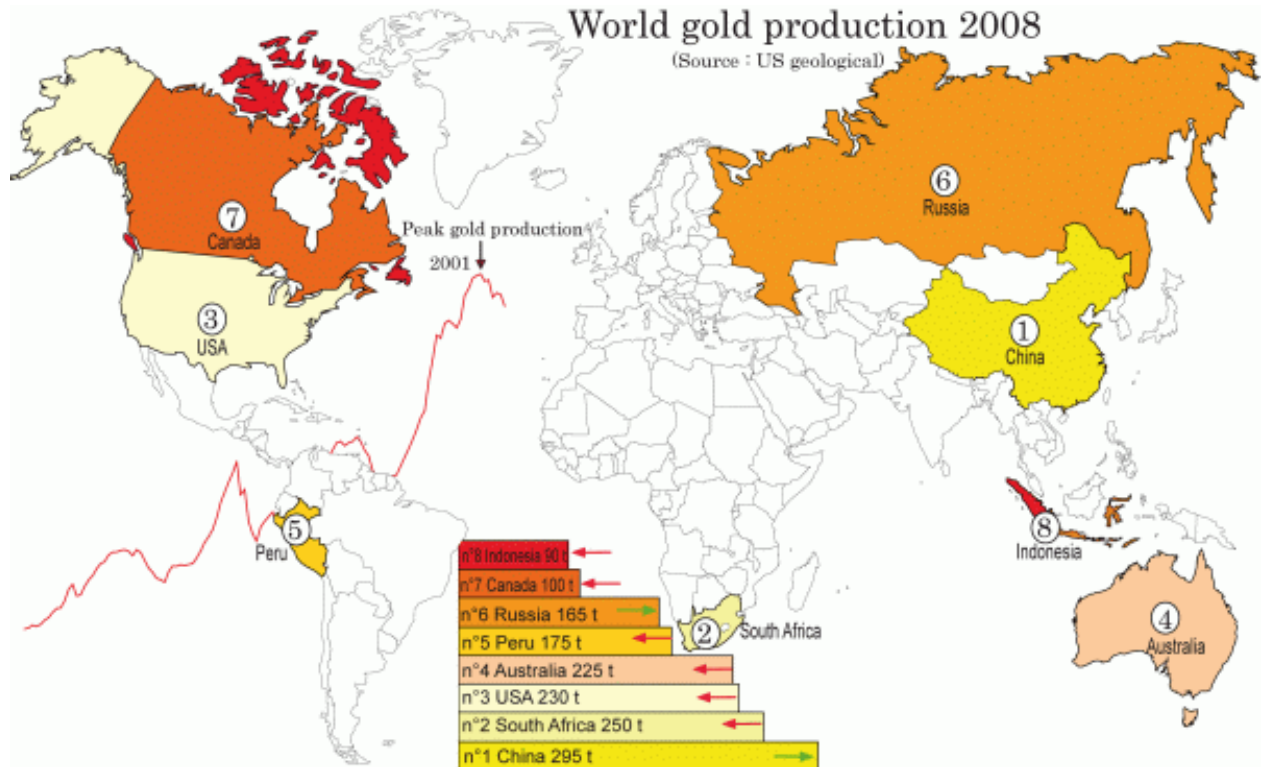 World gold production 2008
(Source : US geological)
6
Russia
7
Canada
Peak gold production
2001
3
USA
1
China
5
Peru
8
Indonesia
2
South Africa
4
Australia
n°8 Indonesia 90 t
n°7 Canada 100 t
n°6 Russia 165 t
n°5 Peru 175 t
n°4 Australia 225 t
n°3 USA 230 t
n°2 South Africa 250 t
n°1 China 295 t